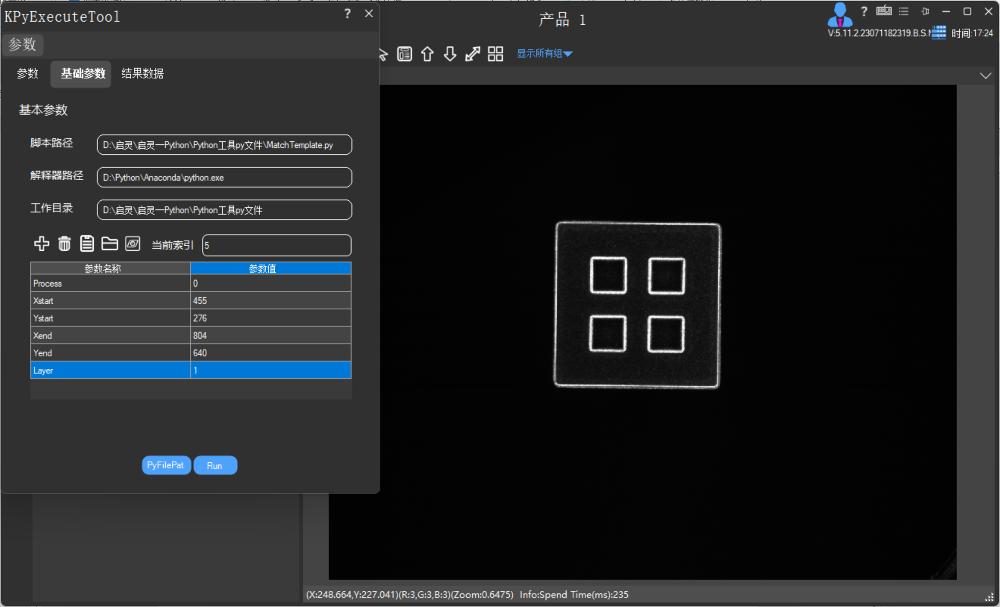 KPyExecuteTool
?
产品 1
?
V:5.11.2.23071182319.B.S.
时间:17:24
参数
显示所有组
参数
基础参数
结果数据
基本参数
脚本路径
D:\启灵\启灵一Python\Python工具py文件\MatchTemplate.py
解释器路径
D:\Python\Anaconda\python.exe
工作目录
D:\启灵\启灵一Python\Python工具py文件
当前索引
5
参数名称 参数值
Process 0
Xstart 455
Ystart 276
Xend 804
Yend 640
Layer 1
PyFilePat
Run
(X:248.664,Y:227.041)(R:3,G:3,B:3)(Zoom:0.6475) Info:Spend Time(ms):235